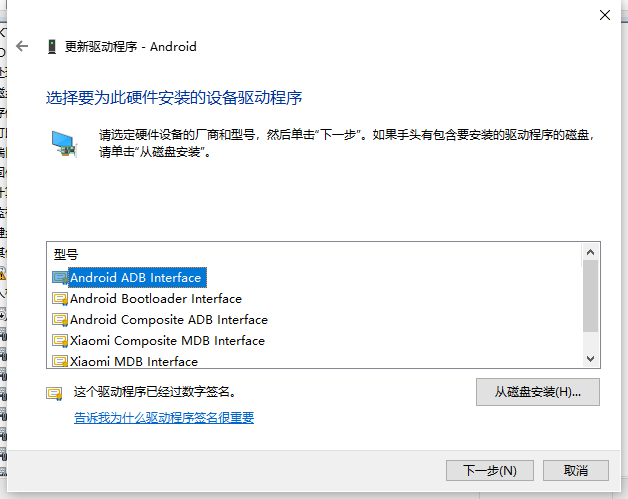 更新驱动程序 - Android
选择要为此硬件安装的设备驱动程序
请选定硬件设备的厂商和型号，然后单击“下一步”。如果手头有包含要安装的驱动程序的磁盘，
请单击“从磁盘安装”。
型号
Android ADB Interface
Android Bootloader Interface
Android Composite ADB Interface
Xiaomi Composite MDB Interface
Xiaomi MDB Interface
这个驱动程序已经过数字签名。
从磁盘安装(H)...
告诉我为什么驱动程序签名很重要
下一步(N)
取消